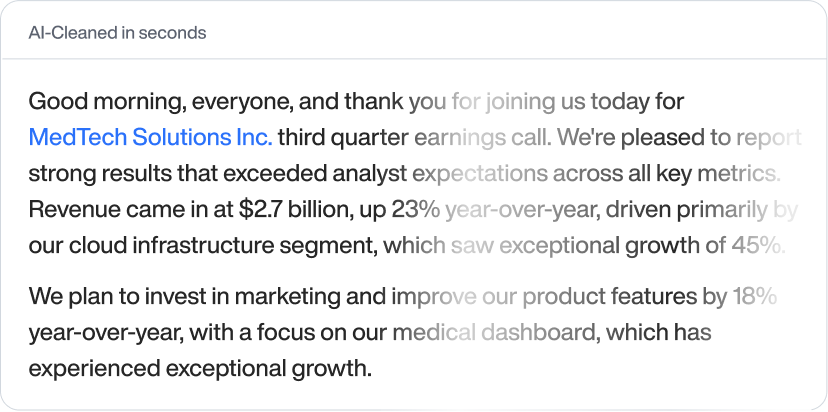 AI-Cleaned in seconds
Good morning, everyone, and thank you for joining us today for
MedTech Solutions Inc. third quarter earnings call. We're pleased to report
strong results that exceeded analyst expectations across all key metrics.
Revenue came in at $2.7 billion, up 23% year-over-year, driven primarily by
our cloud infrastructure segment, which saw exceptional growth of 45%.
We plan to invest in marketing and improve our product features by 18%
year-over-year, with a focus on our medical dashboard, which has
experienced exceptional growth.